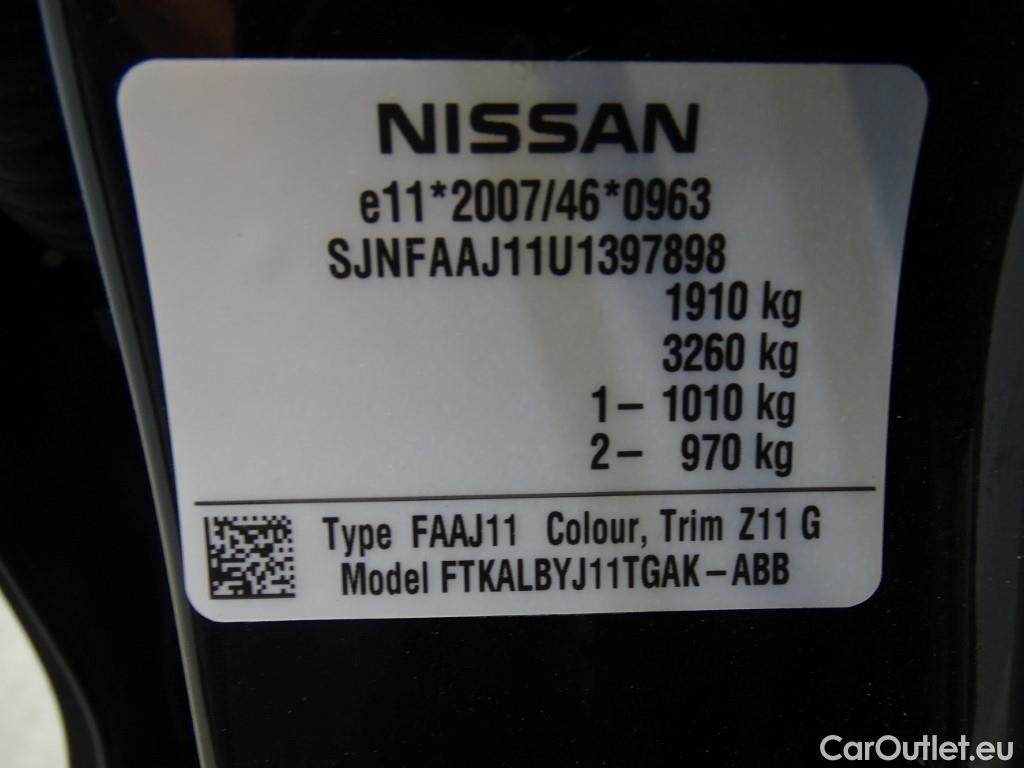 NISSAN
e11*2007/46*0963
SJNFAAJ11U1397898
1910 kg
3260 kg
1– 1010 kg
2– 970 kg
Type FAAJ11 Colour, Trim Z11 G
Model FTKALBYJ11TGAK–ABB
CarOutlet.eu